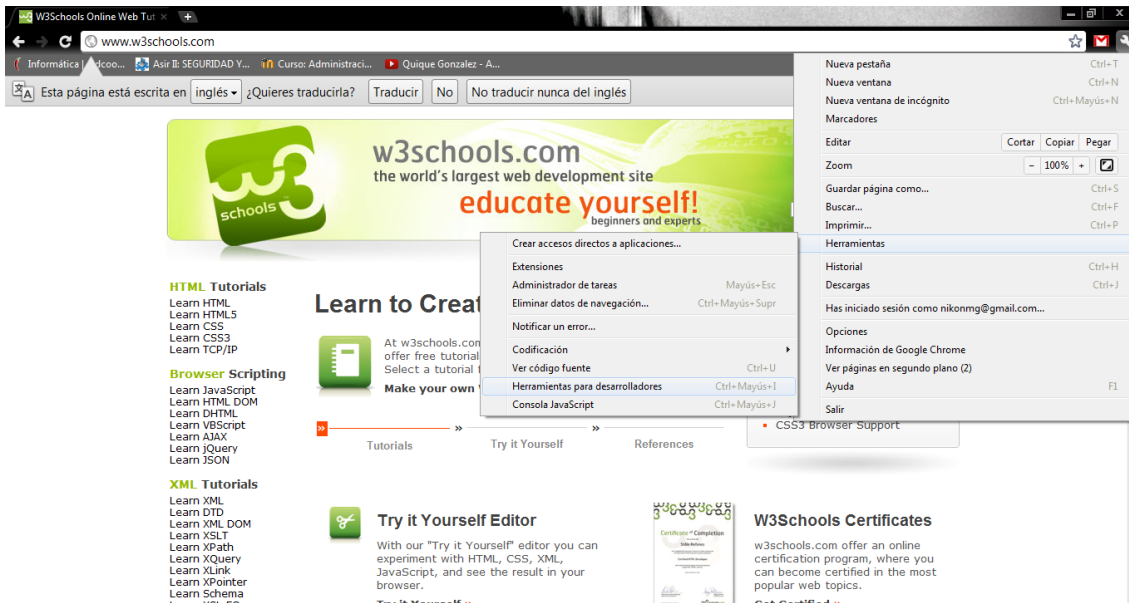 W3Schools Online Web Tut
www.w3schools.com
Informática
Asir II: SEGURIDAD Y...
Curso: Administraci...
Quique Gonzalez - A...
Esta página está escrita en inglés ¿Quieres traducirla? Traducir No No traducir nunca del inglés
w3schools.com
the world's largest web development site
educate yourself!
beginners and experts
w3
schools
Nueva pestaña Ctrl+T
Nueva ventana Ctrl+N
Nueva ventana de incógnito Ctrl+Mayús+N
Marcadores
Editar Cortar Copiar Pegar
Zoom - 100% +
Guardar página como... Ctrl+S
Buscar... Ctrl+F
Imprimir... Ctrl+P
Herramientas
Historial Ctrl+H
Descargas Ctrl+J
Has iniciado sesión como nikonmg@gmail.com...
Opciones
Información de Google Chrome
Ver páginas en segundo plano (2)
Ayuda F1
Salir
Crear accesos directos a aplicaciones...
Extensiones
Administrador de tareas Mayús+Esc
Eliminar datos de navegación... Ctrl+Mayús+Supr
Notificar un error...
Codificación
Ver código fuente Ctrl+U
Herramientas para desarrolladores Ctrl+Mayús+I
Consola JavaScript Ctrl+Mayús+J
HTML Tutorials
Learn HTML
Learn HTML5
Learn CSS
Learn CSS3
Learn TCP/IP
Browser Scripting
Learn JavaScript
Learn HTML DOM
Learn DHTML
Learn VBScript
Learn AJAX
Learn jQuery
Learn JSON
XML Tutorials
Learn XML
Learn DTD
Learn XML DOM
Learn XSLT
Learn XPath
Learn XQuery
Learn XLink
Learn XPointer
Learn Schema
Learn to Creat
At w3schools.com
offer free tutorial
Select a tutorial
Make your own
» » »
Tutorials Try it Yourself References
CSS3 Browser Support
Try it Yourself Editor
With our "Try it Yourself" editor you can
experiment with HTML, CSS, XML,
JavaScript, and see the result in your
browser.
Try it Yourself »
Certificate of Completion
W3Schools Certificates
w3schools.com offer an online
certification program, where you
can become certified in the most
popular web topics.
Get Certified »